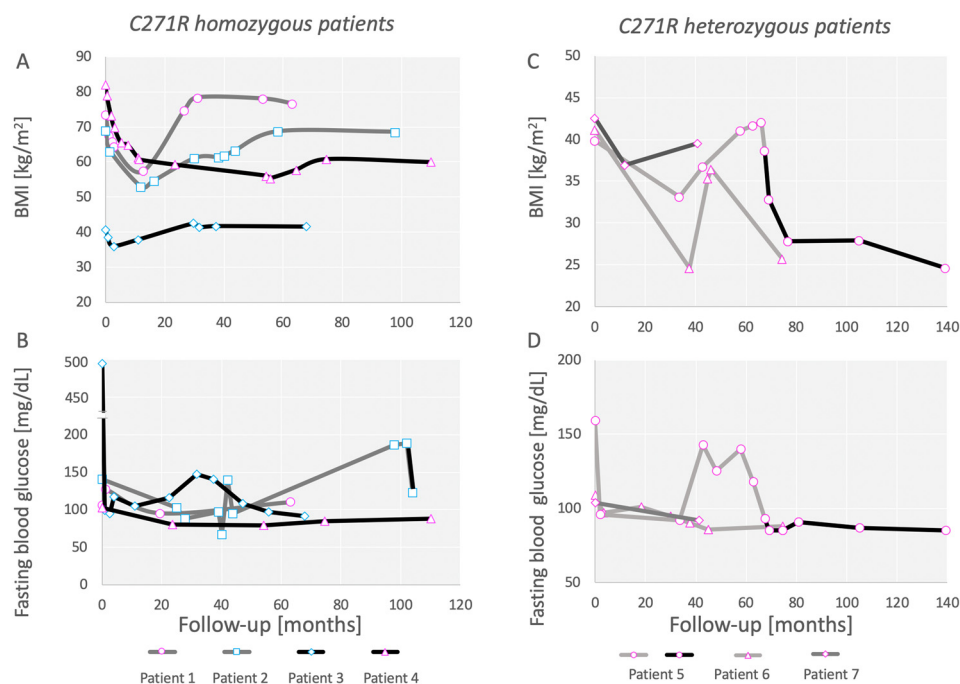 C271R homozygous patients
C271R heterozygous patients
A
BMI [kg/m²]
90
80
70
60
50
40
30
20
0 20 40 60 80 100 120
C
BMI [kg/m²]
50
45
40
35
30
25
20
0 20 40 60 80 100 120 140
B
Fasting blood glucose [mg/dL]
500
450
200
150
100
50
0
0 20 40 60 80 100 120
Follow-up [months]
D
Fasting blood glucose [mg/dL]
200
150
100
50
0 20 40 60 80 100 120 140
Follow-up [months]
Patient 1 Patient 2 Patient 3 Patient 4
Patient 5 Patient 6 Patient 7